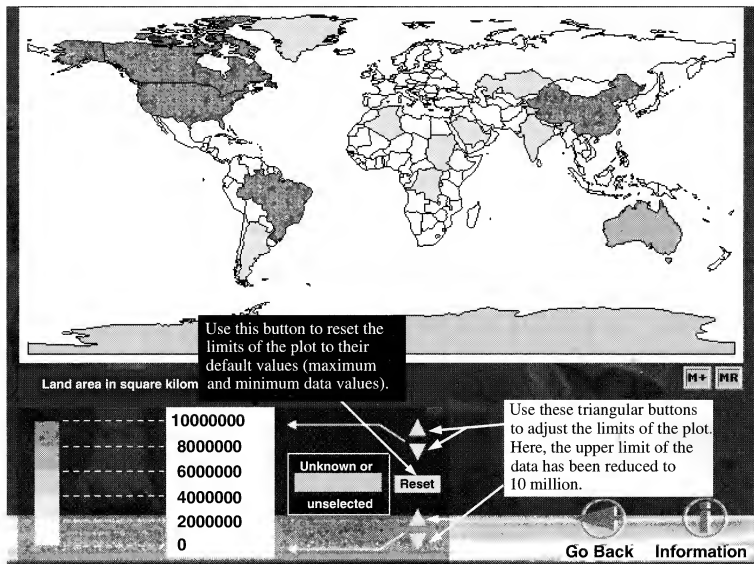 Use this button to reset the
limits of the plot to their
default values (maximum
and minimum data values).
Land area in square kilom
M+ MR
10000000
8000000
6000000
4000000
2000000
0
Unknown or
unselected
Reset
Use these triangular buttons
to adjust the limits of the plot.
Here, the upper limit of the
data has been reduced to
10 million.
Go Back Information